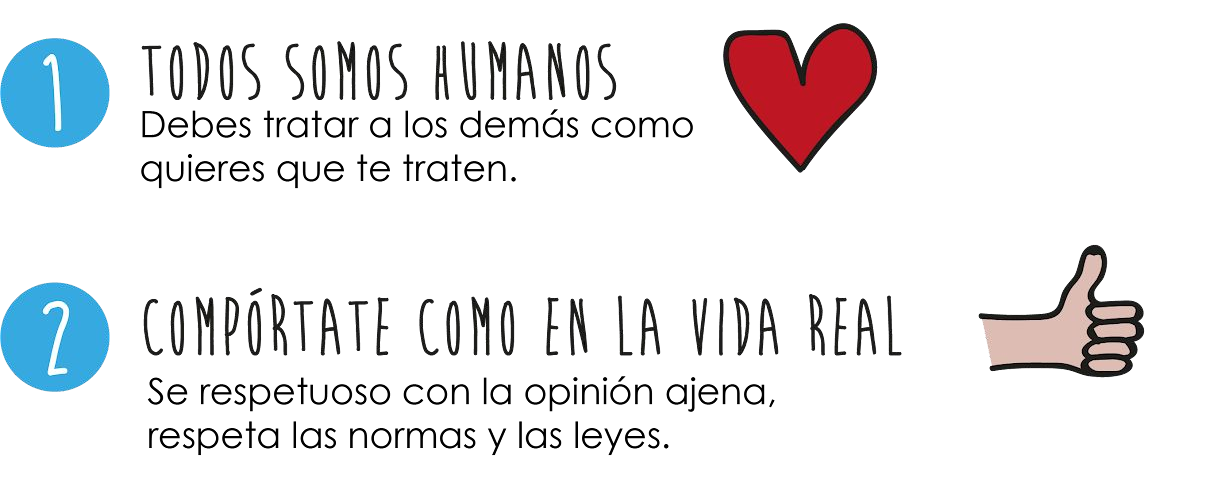 1
TODOS SOMOS HUMANOS
Debes tratar a los demás como
quieres que te traten.
2
COMPÓRTATE COMO EN LA VIDA REAL
Se respetuoso con la opinión ajena,
respeta las normas y las leyes.